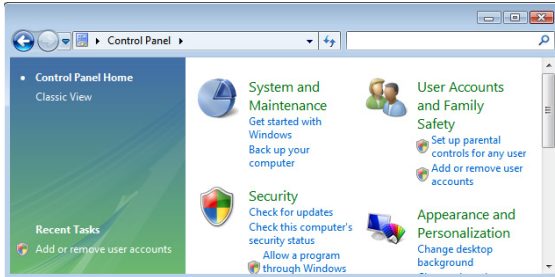 Control Panel
Control Panel Home
Classic View
Recent Tasks
Add or remove user accounts
System and
Maintenance
Get started with
Windows
Back up your
computer
Security
Check for updates
Check this computer's
security status
Allow a program
through Windows
User Accounts
and Family
Safety
Set up parental
controls for any user
Add or remove user
accounts
Appearance and
Personalization
Change desktop
background